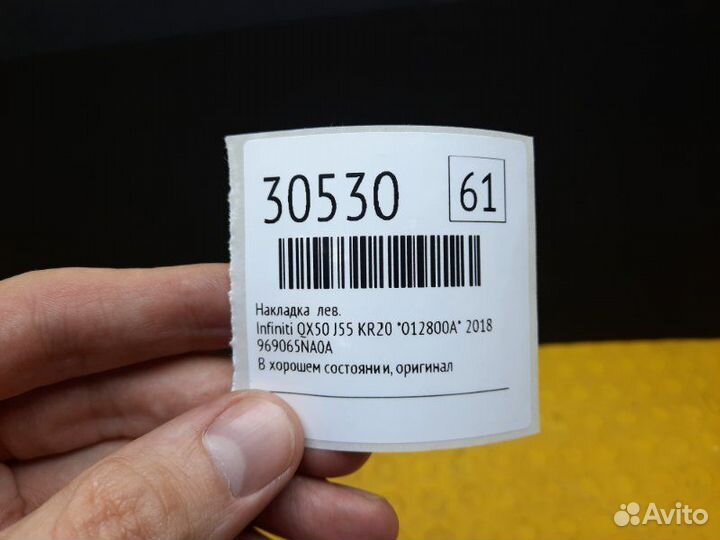 30530 61
Накладка лев.
Infiniti QX50 J55 KR20 *012800A* 2018
969065NA0A
В хорошем состоянии, оригинал
Avito